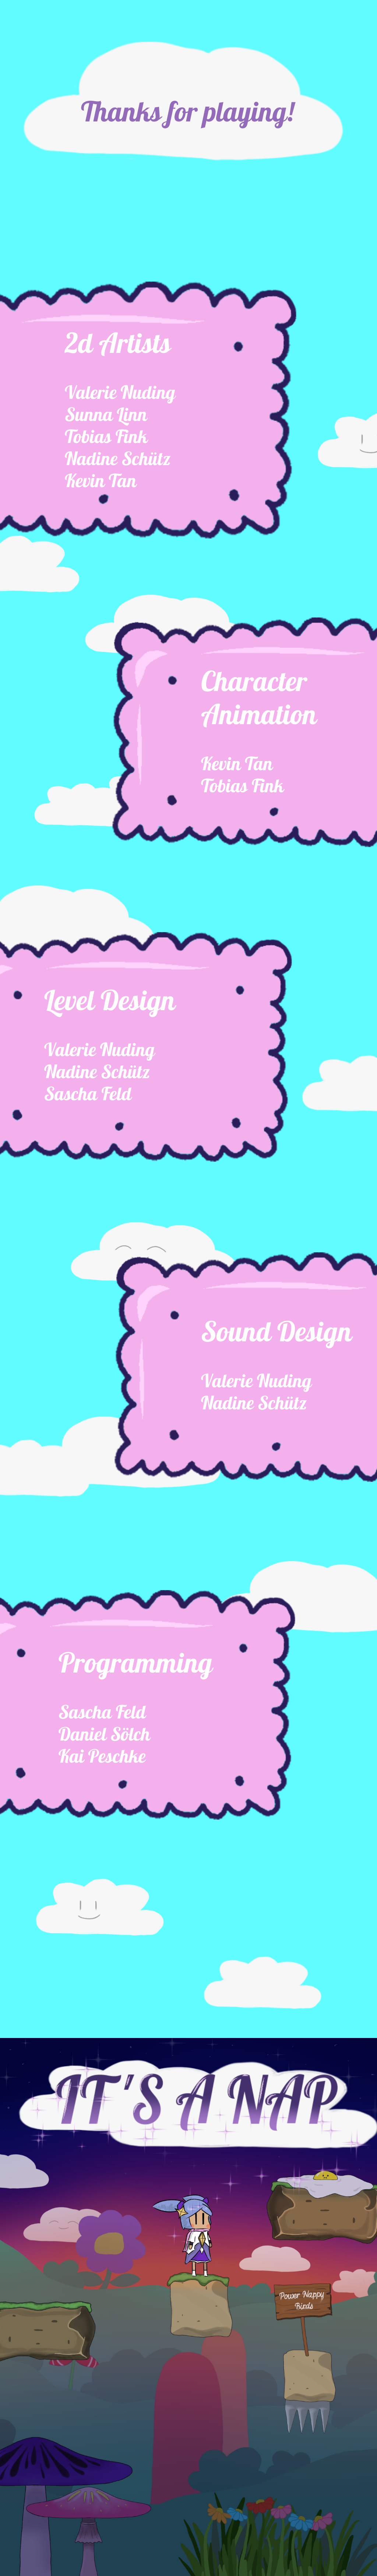 Thanks for playing!
2d Artists
Valerie Nuding
Sunna Linn
Tobias Fink
Nadine Schütz
Kevin Tan
Character
Animation
Kevin Tan
Tobias Fink
Level Design
Valerie Nuding
Nadine Schütz
Sascha Feld
Sound Design
Valerie Nuding
Nadine Schütz
Programming
Sascha Feld
Daniel Sölch
Kai Peschke
IT'S A NAP
Power Nappy
Birds